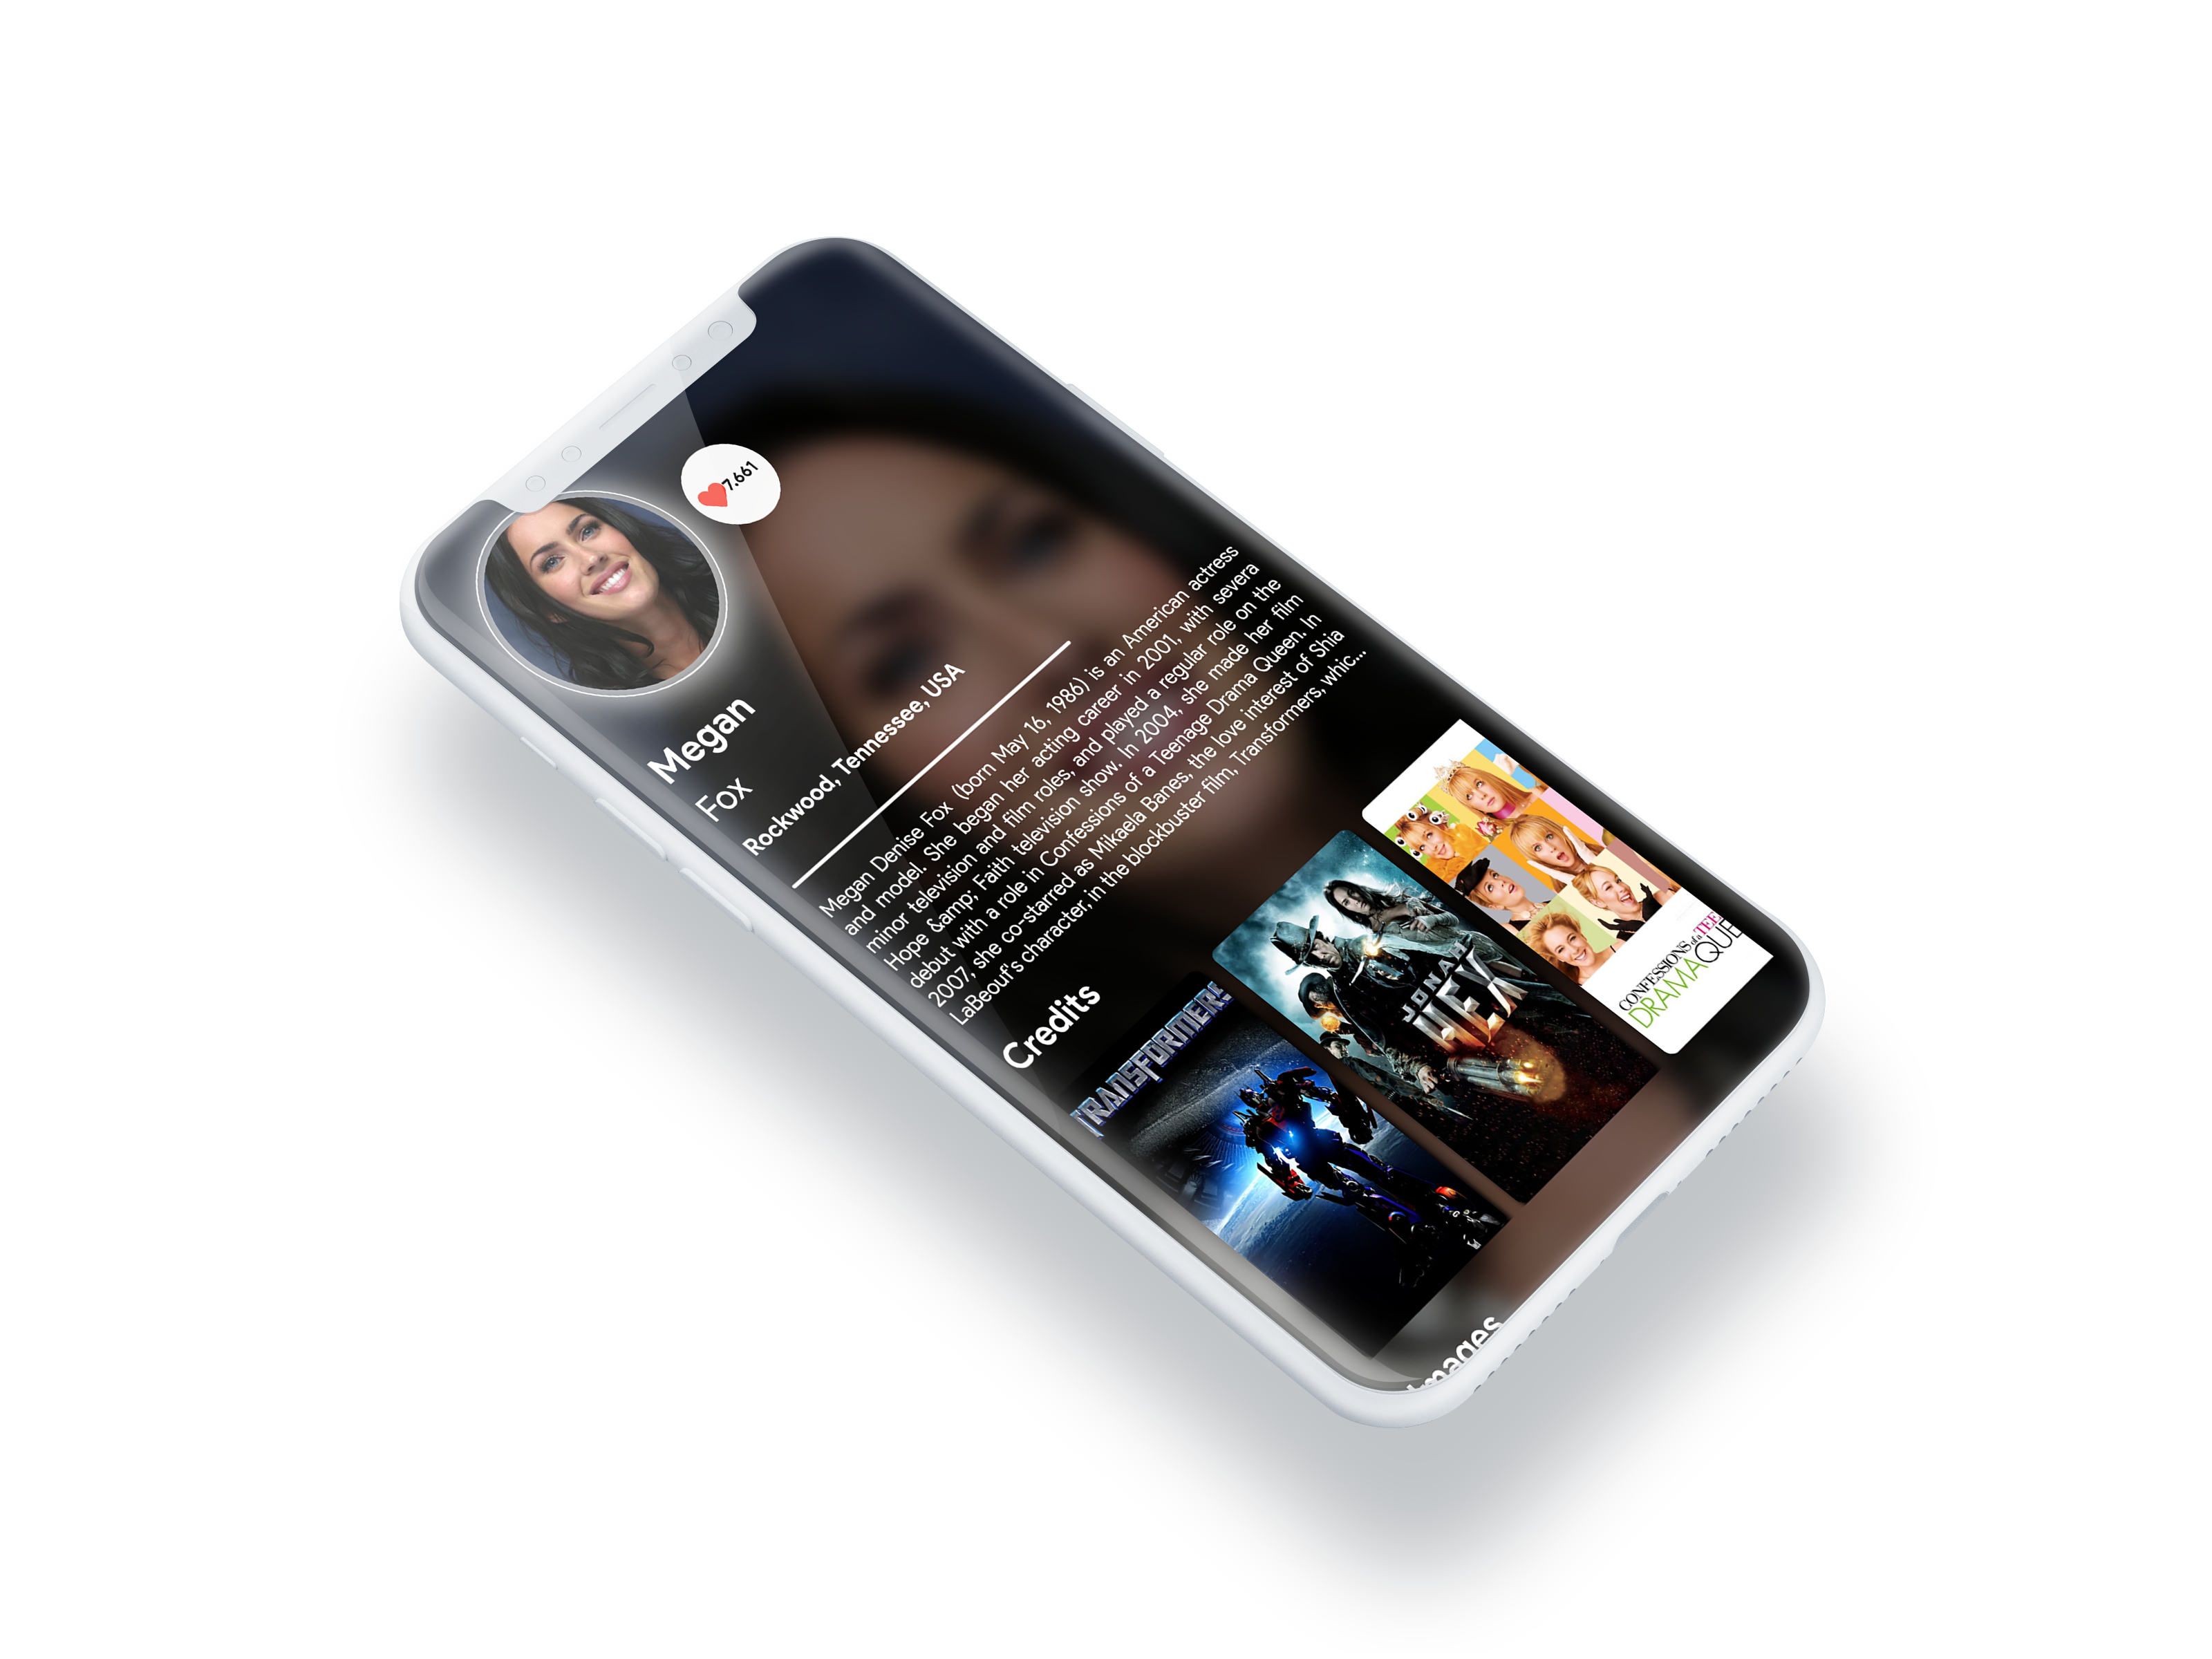 7.661
Megan
Fox
Rockwood, Tennessee, USA
Megan Denise Fox (born May 16, 1986) is an American actress
and model. She began her acting career in 2001, with severa
minor television and film roles, and played a regular role on the
Hope &amp; Faith television show. In 2004, she made her film
debut with a role in Confessions of a Teenage Drama Queen. In
2007, she co-starred as Mikaela Banes, the love interest of Shia
LaBeouf's character, in the blockbuster film, Transformers, whic...
Credits
TRANSFORMERS
JONAH
HEX
CONFESSIONS of a TEE
DRAMA QUE
Images